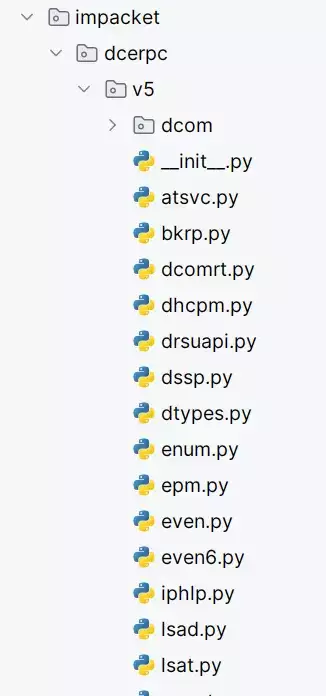 impacket
dcerpc
v5
dcom
__init__.py
atsvc.py
bkrp.py
dcomrt.py
dhcpm.py
drsuapi.py
dssp.py
dtypes.py
enum.py
epm.py
even.py
even6.py
iphlp.py
lsad.py
lsat.py